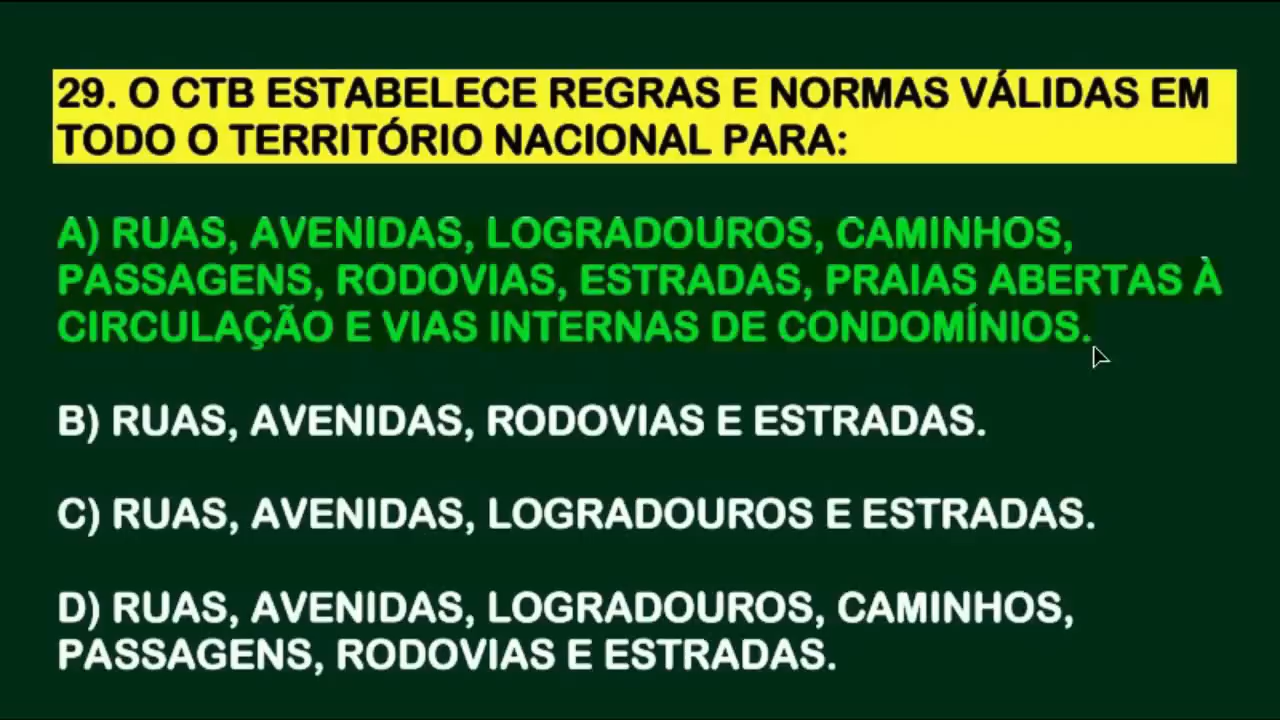 29. O CTB ESTABELECE REGRAS E NORMAS VÁLIDAS EM
TODO O TERRITÓRIO NACIONAL PARA:
A) RUAS, AVENIDAS, LOGRADOUROS, CAMINHOS,
PASSAGENS, RODOVIAS, ESTRADAS, PRAIAS ABERTAS À
CIRCULAÇÃO E VIAS INTERNAS DE CONDOMÍNIOS.
B) RUAS, AVENIDAS, RODOVIAS E ESTRADAS.
C) RUAS, AVENIDAS, LOGRADOUROS E ESTRADAS.
D) RUAS, AVENIDAS, LOGRADOUROS, CAMINHOS,
PASSAGENS, RODOVIAS E ESTRADAS.